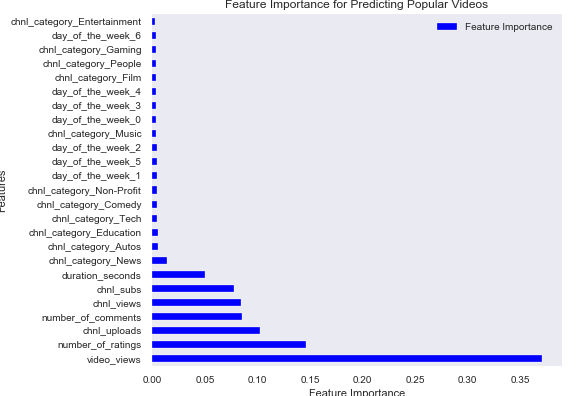 Feature Importance for Predicting Popular Videos
Feature Importance
Features
chnl_category_Entertainment
day_of_the_week_6
chnl_category_Gaming
chnl_category_People
chnl_category_Film
day_of_the_week_4
day_of_the_week_3
day_of_the_week_0
chnl_category_Music
day_of_the_week_2
day_of_the_week_5
day_of_the_week_1
chnl_category_Non-Profit
chnl_category_Comedy
chnl_category_Tech
chnl_category_Education
chnl_category_Autos
chnl_category_News
duration_seconds
chnl_subs
chnl_views
number_of_comments
chnl_uploads
number_of_ratings
video_views
0.00 0.05 0.10 0.15 0.20 0.25 0.30 0.35
Feature Importance